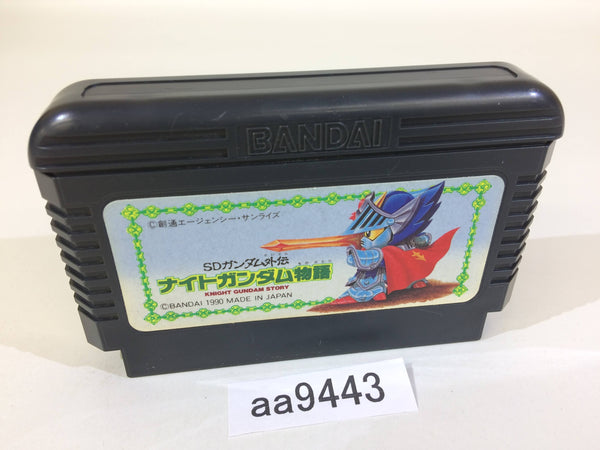 BANDAI
©創通エージェンシー・サンライズ
SDガンダム外伝
ナイトガンダム物語
KNIGHT GUNDAM STORY
©BANDAI 1990 MADE IN JAPAN
aa9443